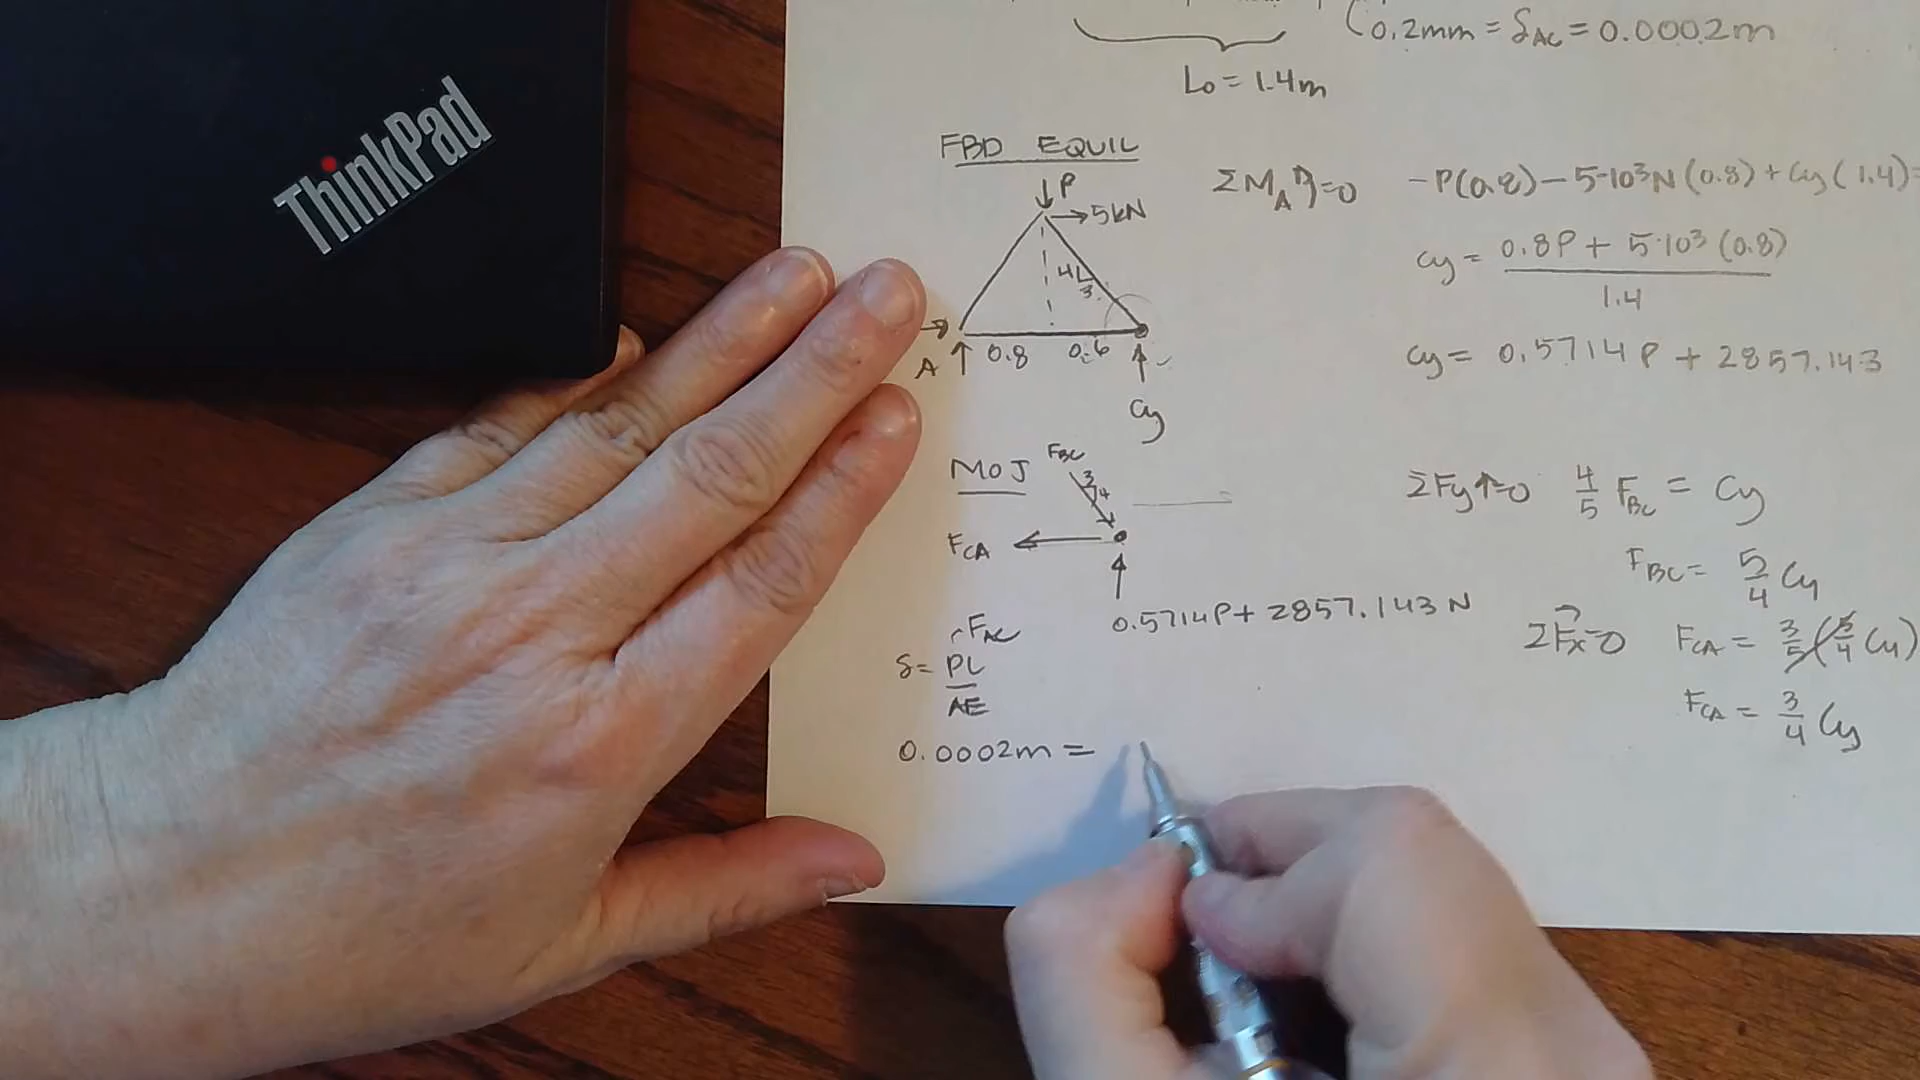 ThinkPad
0.2mm = δAC = 0.0002m
Lo = 1.4m
FBD EQUIL
P
5kN
4
3
0.8 0.6
A
Cy
ΣMA=0 -P(0.8) - 5·10³N (0.8) + Cy (1.4) =
Cy = 0.8P + 5·10³ (0.8)
1.4
Cy = 0.5714P + 2857.143
MOJ
FBC
3
4
FCA
0.5714P + 2857.143 N
ΣFy↑=0 4/5 FBC = Cy
FBC = 5/4 Cy
ΣFx=0 FCA = 3/5 (5/4 Cy)
FCA = 3/4 Cy
FAC
δ = PL
AE
0.0002m =